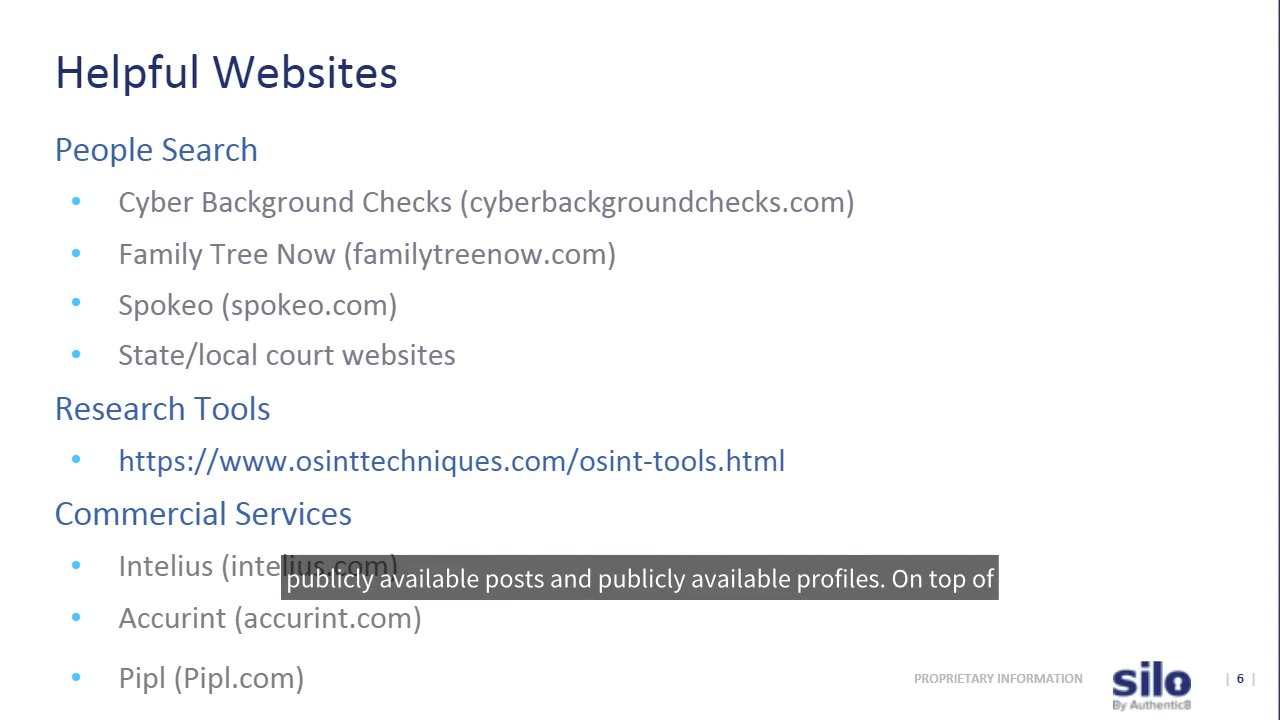 Helpful Websites
People Search
• Cyber Background Checks (cyberbackgroundchecks.com)
• Family Tree Now (familytreenow.com)
• Spokeo (spokeo.com)
• State/local court websites
Research Tools
• https://www.osinttechniques.com/osint-tools.html
Commercial Services
• Intelius (intelius.com)
publicly available posts and publicly available profiles. On top of
• Accurint (accurint.com)
• Pipl (Pipl.com)
PROPRIETARY INFORMATION
silo
By Authentic8
| 6 |